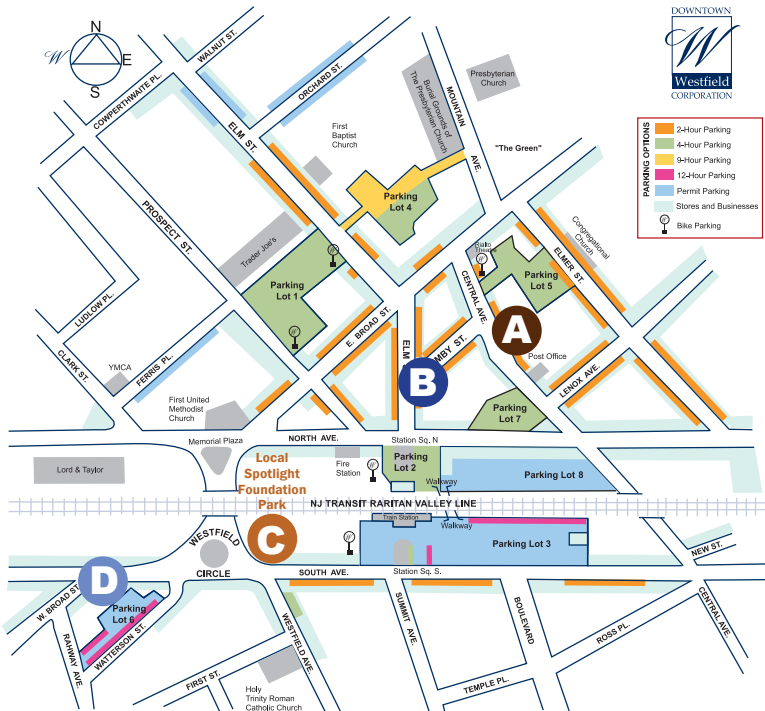 DOWNTOWN
W
Westfield
CORPORATION
N
W
E
S
PARKING OPTIONS
2-Hour Parking
4-Hour Parking
9-Hour Parking
12-Hour Parking
Permit Parking
Stores and Businesses
Bike Parking
WALNUT ST.
COWPERTHWAITE PL.
ORCHARD ST.
ELM ST.
MOUNTAIN
AVE.
Burial Grounds of
The Presbyterian Church
Presbyterian
Church
First
Baptist
Church
"The Green"
Parking
Lot 4
PROSPECT ST.
Trader Joe's
Rialto
Theatre
Congregational
Church
ELMER ST.
Parking
Lot 5
Parking
Lot 1
CENTRAL AVE.
LUDLOW PL.
CLARK ST.
YMCA
FERRIS PL.
E. BROAD ST.
ELM
MBY ST.
A
B
Post Office
LENOX AVE.
First United
Methodist
Church
Parking
Lot 7
Memorial Plaza
NORTH AVE.
Station Sq. N
Lord & Taylor
Local
Spotlight
Foundation
Park
Fire
Station
Parking
Lot 2
Walkway
Parking Lot 8
NJ TRANSIT RARITAN VALLEY LINE
Train Station
Walkway
C
Parking Lot 3
WESTFIELD
CIRCLE
SOUTH AVE.
Station Sq. S.
NEW ST.
D
W. BROAD ST
Parking
Lot 6
WATTERSON ST.
RAHWAY AVE.
FIRST ST.
WESTFIELD AVE.
Holy
Trinity Roman
Catholic Church
SUMMIT AVE.
BOULEVARD
ROSS PL.
TEMPLE PL.
CENTRAL AVE.